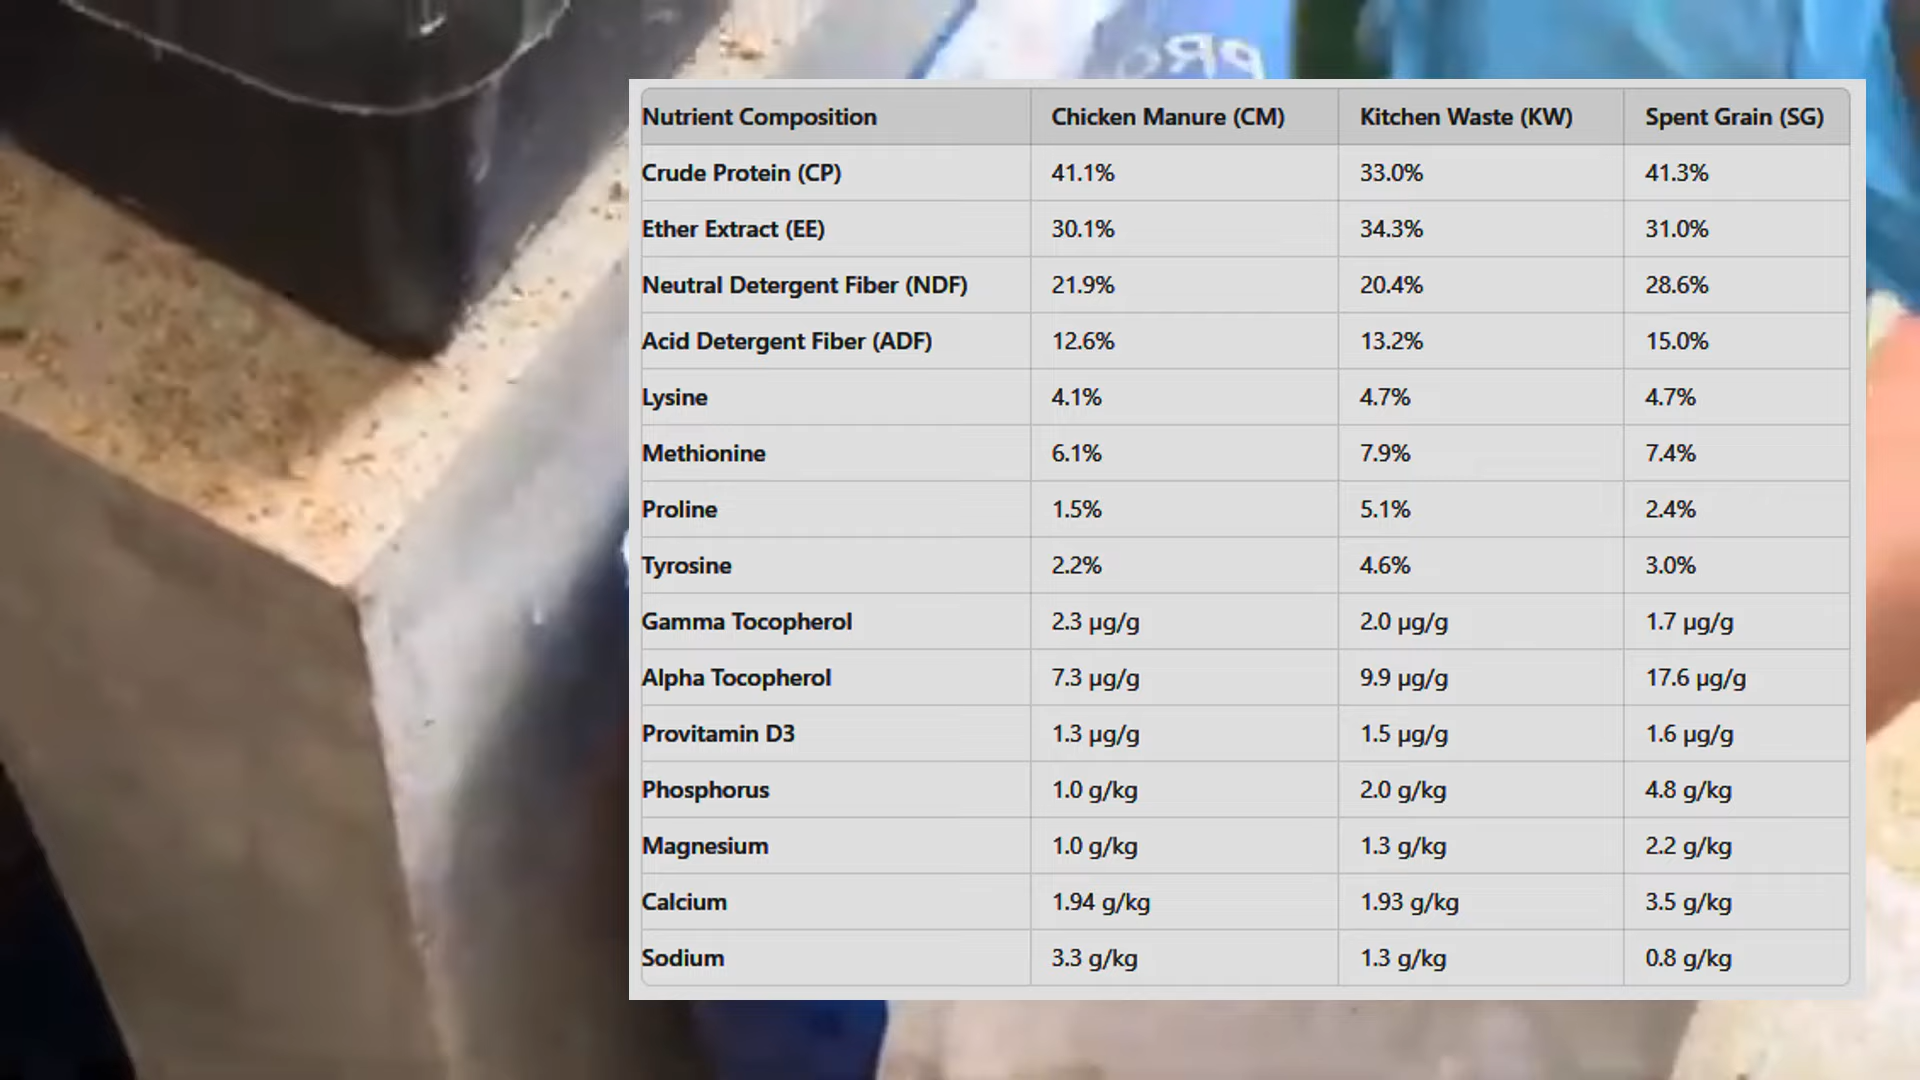 PRO
Nutrient Composition Chicken Manure (CM) Kitchen Waste (KW) Spent Grain (SG)
Crude Protein (CP) 41.1% 33.0% 41.3%
Ether Extract (EE) 30.1% 34.3% 31.0%
Neutral Detergent Fiber (NDF) 21.9% 20.4% 28.6%
Acid Detergent Fiber (ADF) 12.6% 13.2% 15.0%
Lysine 4.1% 4.7% 4.7%
Methionine 6.1% 7.9% 7.4%
Proline 1.5% 5.1% 2.4%
Tyrosine 2.2% 4.6% 3.0%
Gamma Tocopherol 2.3 µg/g 2.0 µg/g 1.7 µg/g
Alpha Tocopherol 7.3 µg/g 9.9 µg/g 17.6 µg/g
Provitamin D3 1.3 µg/g 1.5 µg/g 1.6 µg/g
Phosphorus 1.0 g/kg 2.0 g/kg 4.8 g/kg
Magnesium 1.0 g/kg 1.3 g/kg 2.2 g/kg
Calcium 1.94 g/kg 1.93 g/kg 3.5 g/kg
Sodium 3.3 g/kg 1.3 g/kg 0.8 g/kg